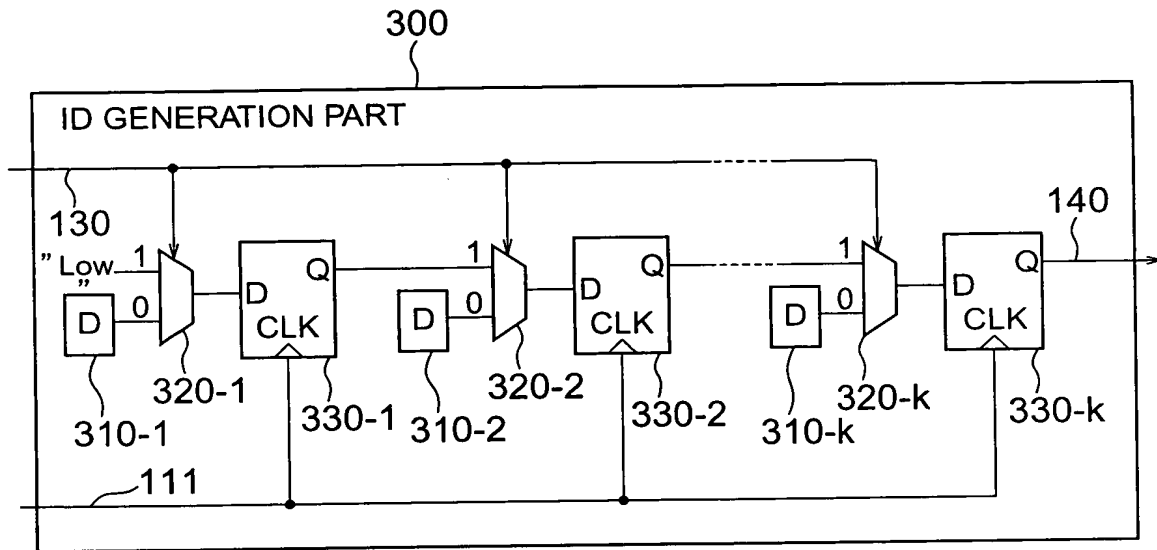 300
ID GENERATION PART
130
140
" Low
"
1
0
D
D
Q
CLK
1
0
D
D
Q
CLK
1
0
D
D
Q
CLK
320-1
310-1
330-1
320-2
310-2
330-2
320-k
310-k
330-k
111